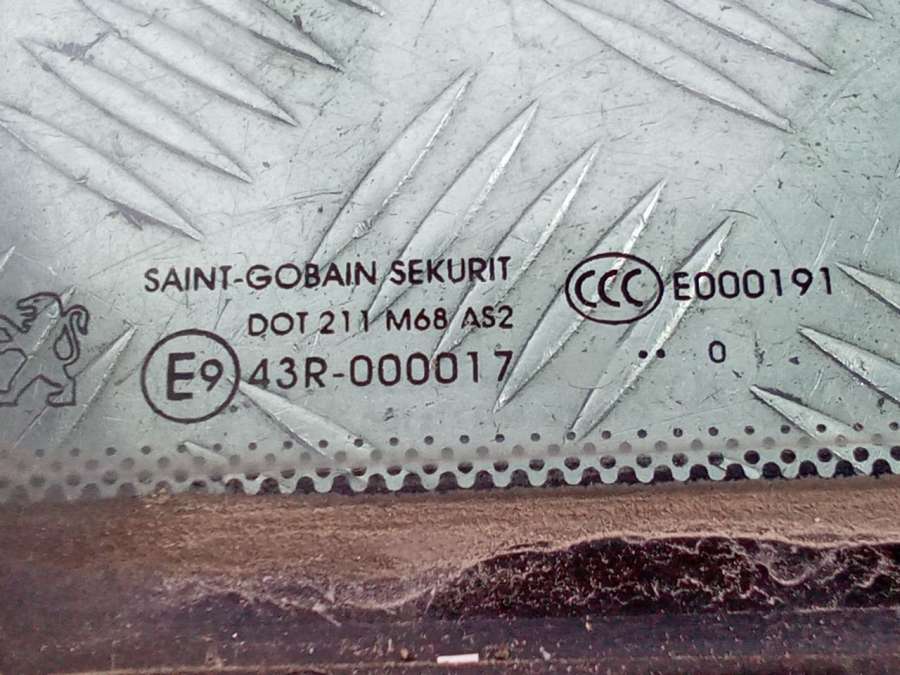 SAINT-GOBAIN SEKURIT
DOT 211 M68 AS2
E9 43R-000017
CCC E000191
.. 0